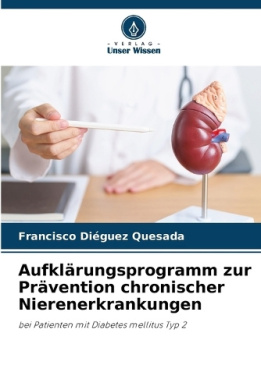 • VERLAG •
Unser Wissen
Francisco Diéguez Quesada
Aufklärungsprogramm zur
Prävention chronischer
Nierenerkrankungen
bei Patienten mit Diabetes mellitus Typ 2